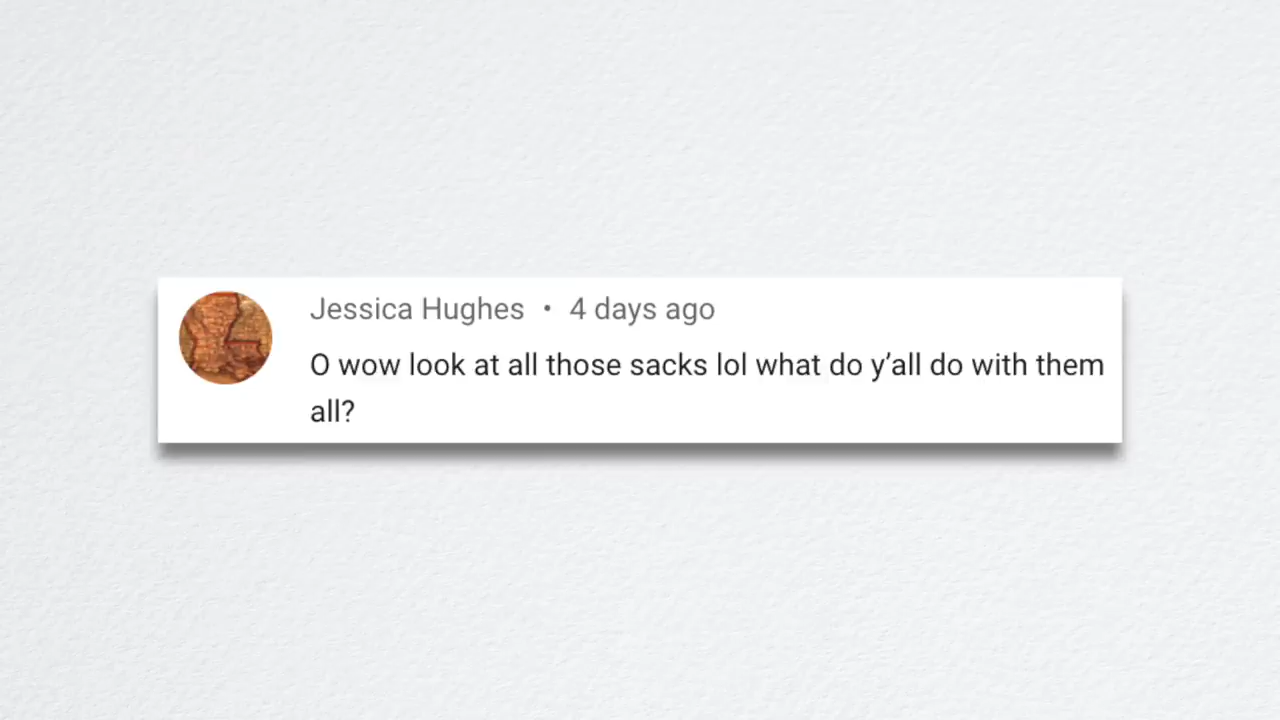 Jessica Hughes • 4 days ago
O wow look at all those sacks lol what do y’all do with them
all?